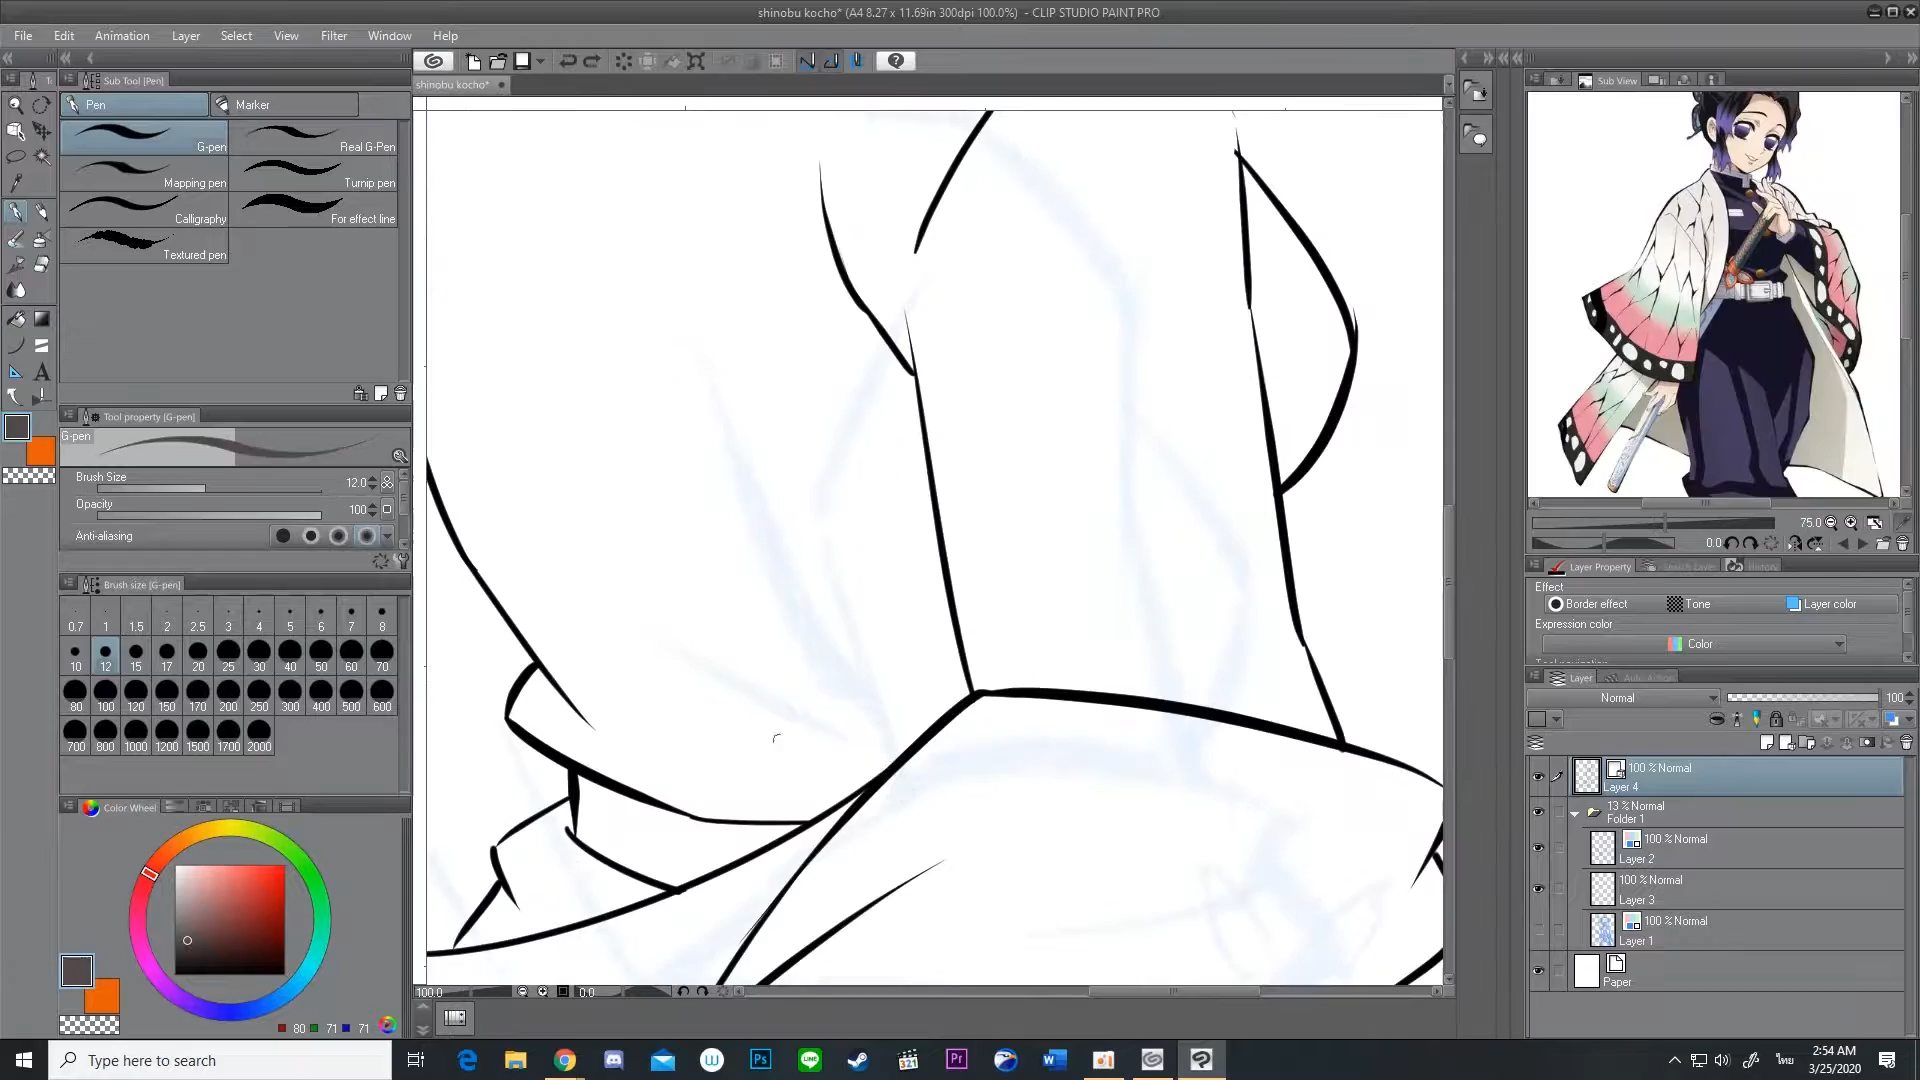 shinobu kocho* (A4 8.27 x 11.69in 300dpi 100.0%) - CLIP STUDIO PAINT PRO
File Edit Animation Layer Select View Filter Window Help
Sub Tool [Pen]
shinobu kocho*
Sub View
Pen Marker
G-pen Real G-Pen
Mapping pen Turnip pen
Calligraphy For effect line
Textured pen
Tool property [G-pen]
G-pen
Brush Size 12.0
Opacity 100
Anti-aliasing
Brush size [G-pen]
0.7 1 1.5 2 2.5 3 4 5 6 7 8
10 12 15 17 20 25 30 40 50 60 70
80 100 120 150 170 200 250 300 400 500 600
700 800 1000 1200 1500 1700 2000
Color Wheel
80 71 71
100.0 0.0
75.0
0.0
Layer Property Search Layer History
Effect
Border effect Tone Layer color
Expression color
Color
Layer Auto Action
Normal 100
100 % Normal
Layer 4
13 % Normal
Folder 1
100 % Normal
Layer 2
100 % Normal
Layer 3
100 % Normal
Layer 1
Paper
Type here to search
ไทย
2:54 AM
3/25/2020